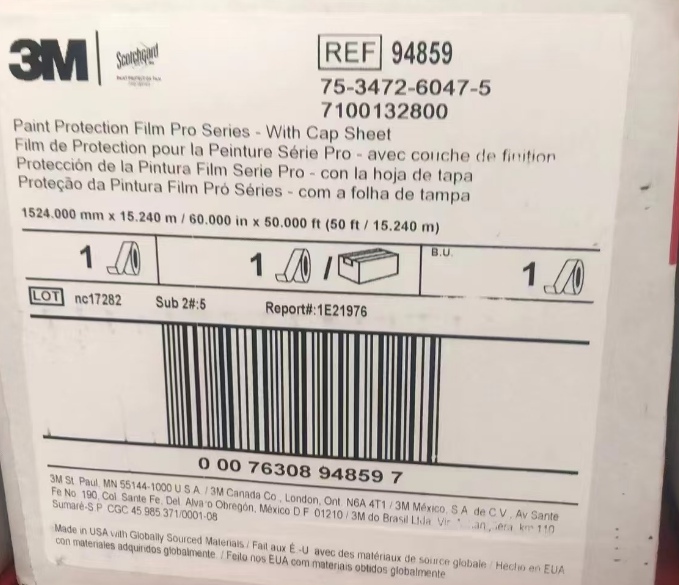 3M Scotchgard
REF 94859
75-3472-6047-5
7100132800
Paint Protection Film Pro Series - With Cap Sheet
Film de Protection pour la Peinture Série Pro - avec couche de finition
Protección de la Pintura Film Serie Pro - con la hoja de tapa
Proteção da Pintura Film Pró Séries - com a folha de tampa
1524.000 mm x 15.240 m / 60.000 in x 50.000 ft (50 ft / 15.240 m)
1 1 / B.U. 1
LOT nc17282 Sub 2#:5 Report#:1E21976
0 00 76308 94859 7
3M St. Paul, MN 55144-1000 U.S.A. / 3M Canada Co., London, Ont. N6A 4T1 / 3M México, S.A. de C.V., Av Sante
Fe No. 190, Col. Sante Fe, Del. Alvaro Obregón, México D.F. 01210 / 3M do Brasil Ltda. km 110
Sumaré-S.P. CGC 45.985.371/0001-08
Made in USA with Globally Sourced Materials / Fait aux É.-U. avec des matériaux de source globale / Hecho en EUA
con materiales adquiridos globalmente. / Feito nos EUA com materiais obtidos globalmente